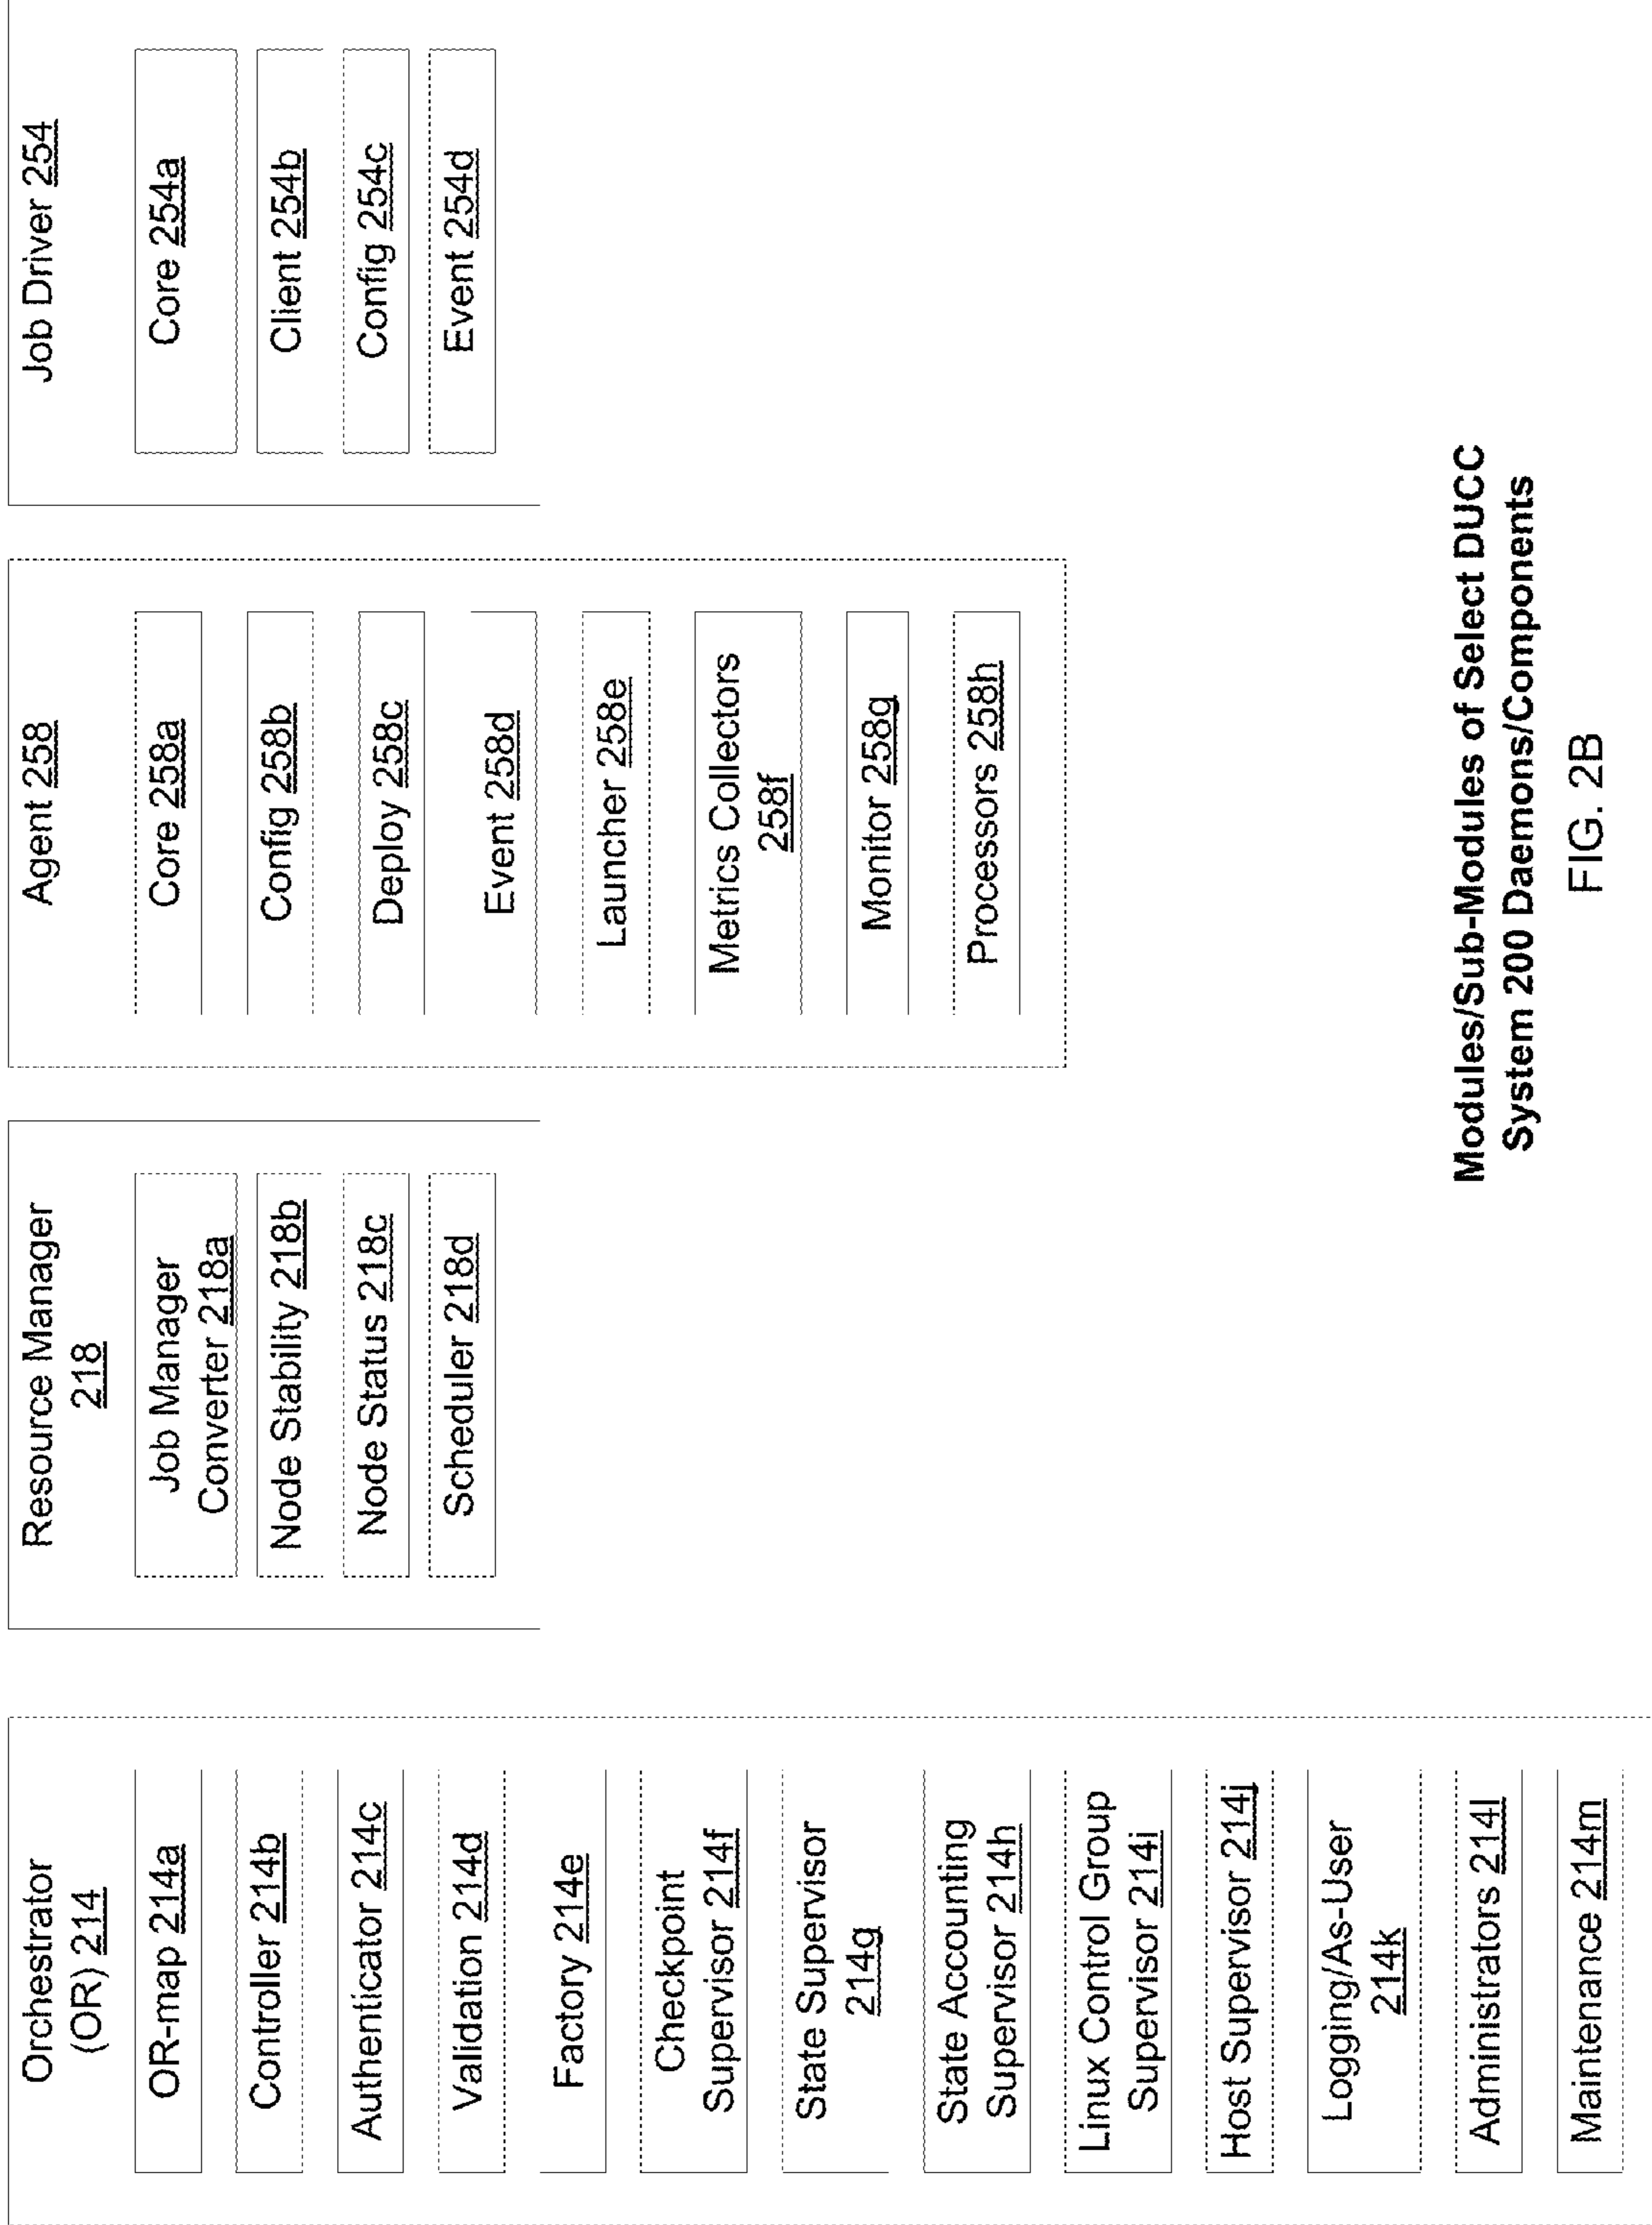 Orchestrator
(OR) 214
OR-map 214a
Controller 214b
Authenticator 214c
Validation 214d
Factory 214e
Checkpoint
Supervisor 214f
State Supervisor
214g
State Accounting
Supervisor 214h
Linux Control Group
Supervisor 214i
Host Supervisor 214j
Logging/As-User
214k
Administrators 214l
Maintenance 214m
Resource Manager
218
Job Manager
Converter 218a
Node Stability 218b
Node Status 218c
Scheduler 218d
Agent 258
Core 258a
Config 258b
Deploy 258c
Event 258d
Launcher 258e
Metrics Collectors
258f
Monitor 258g
Processors 258h
Job Driver 254
Core 254a
Client 254b
Config 254c
Event 254d
Modules/Sub-Modules of Select DUCC
System 200 Daemons/Components
FIG. 2B